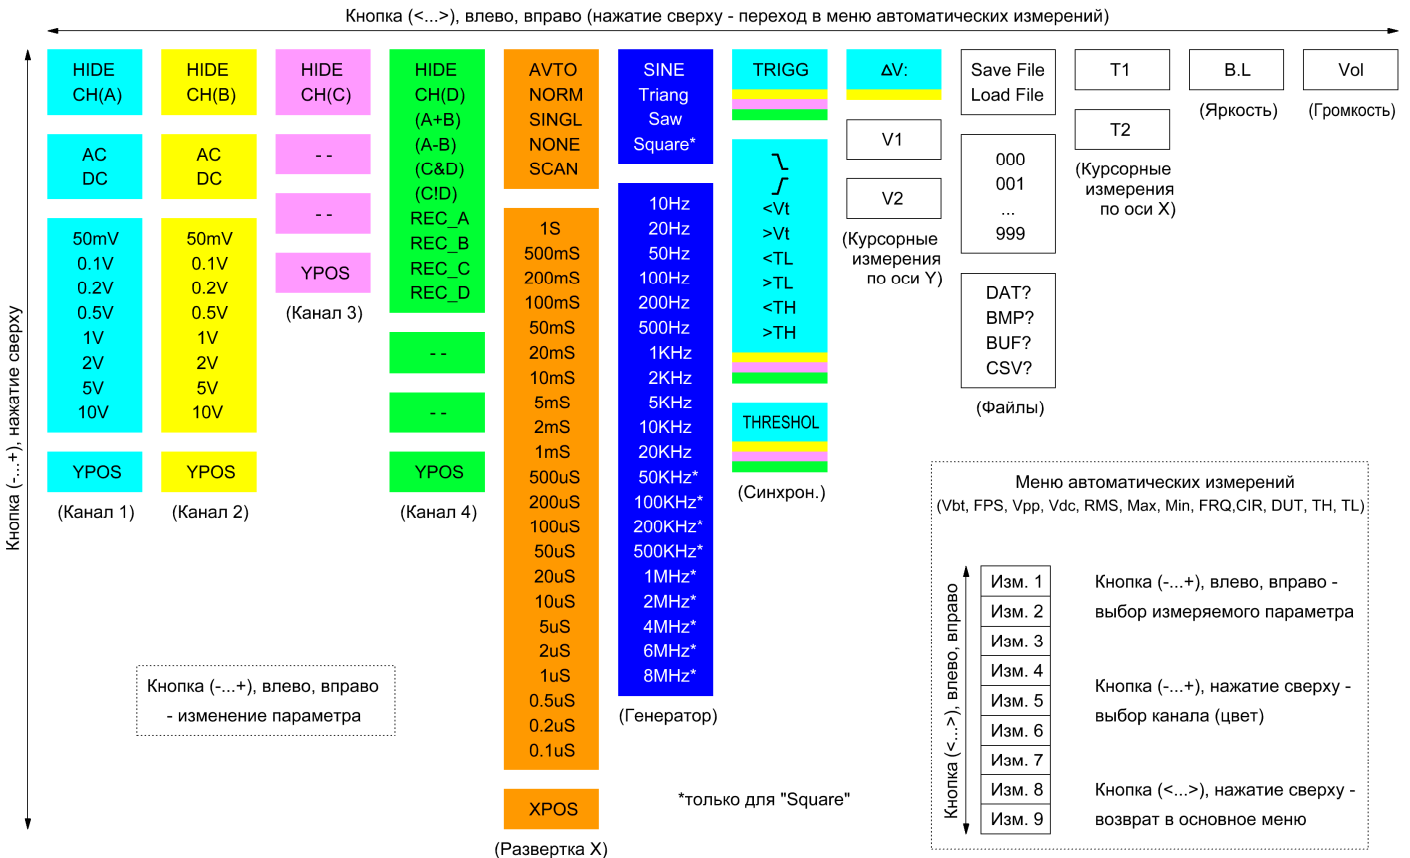 Кнопка (<...>), влево, вправо (нажатие сверху - переход в меню автоматических измерений)
Кнопка (-...+), нажатие сверху
HIDE
CH(A)
AC
DC
50mV
0.1V
0.2V
0.5V
1V
2V
5V
10V
YPOS
(Канал 1)
HIDE
CH(B)
AC
DC
50mV
0.1V
0.2V
0.5V
1V
2V
5V
10V
YPOS
(Канал 2)
HIDE
CH(C)
- -
- -
YPOS
(Канал 3)
HIDE
CH(D)
(A+B)
(A-B)
(C&D)
(C!D)
REC_A
REC_B
REC_C
REC_D
- -
- -
YPOS
(Канал 4)
AVTO
NORM
SINGL
NONE
SCAN
1S
500mS
200mS
100mS
50mS
20mS
10mS
5mS
2mS
1mS
500uS
200uS
100uS
50uS
20uS
10uS
5uS
2uS
1uS
0.5uS
0.2uS
0.1uS
XPOS
(Развертка X)
SINE
Triang
Saw
Square*
10Hz
20Hz
50Hz
100Hz
200Hz
500Hz
1KHz
2KHz
5KHz
10KHz
20KHz
50KHz*
100KHz*
200KHz*
500KHz*
1MHz*
2MHz*
4MHz*
6MHz*
8MHz*
(Генератор)
TRIGG
<Vt
>Vt
<TL
>TL
<TH
>TH
THRESHOL
(Синхрон.)
ΔV:
V1
V2
(Курсорные
измерения
по оси Y)
Save File
Load File
000
001
...
999
DAT?
BMP?
BUF?
CSV?
(Файлы)
T1
T2
(Курсорные
измерения
по оси X)
B.L
(Яркость)
Vol
(Громкость)
Кнопка (-...+), влево, вправо
- изменение параметра
*только для "Square"
Меню автоматических измерений
(Vbt, FPS, Vpp, Vdc, RMS, Max, Min, FRQ,CIR, DUT, TH, TL)
Кнопка (<...>), влево, вправо
Изм. 1
Изм. 2
Изм. 3
Изм. 4
Изм. 5
Изм. 6
Изм. 7
Изм. 8
Изм. 9
Кнопка (-...+), влево, вправо -
выбор измеряемого параметра
Кнопка (-...+), нажатие сверху -
выбор канала (цвет)
Кнопка (<...>), нажатие сверху -
возврат в основное меню